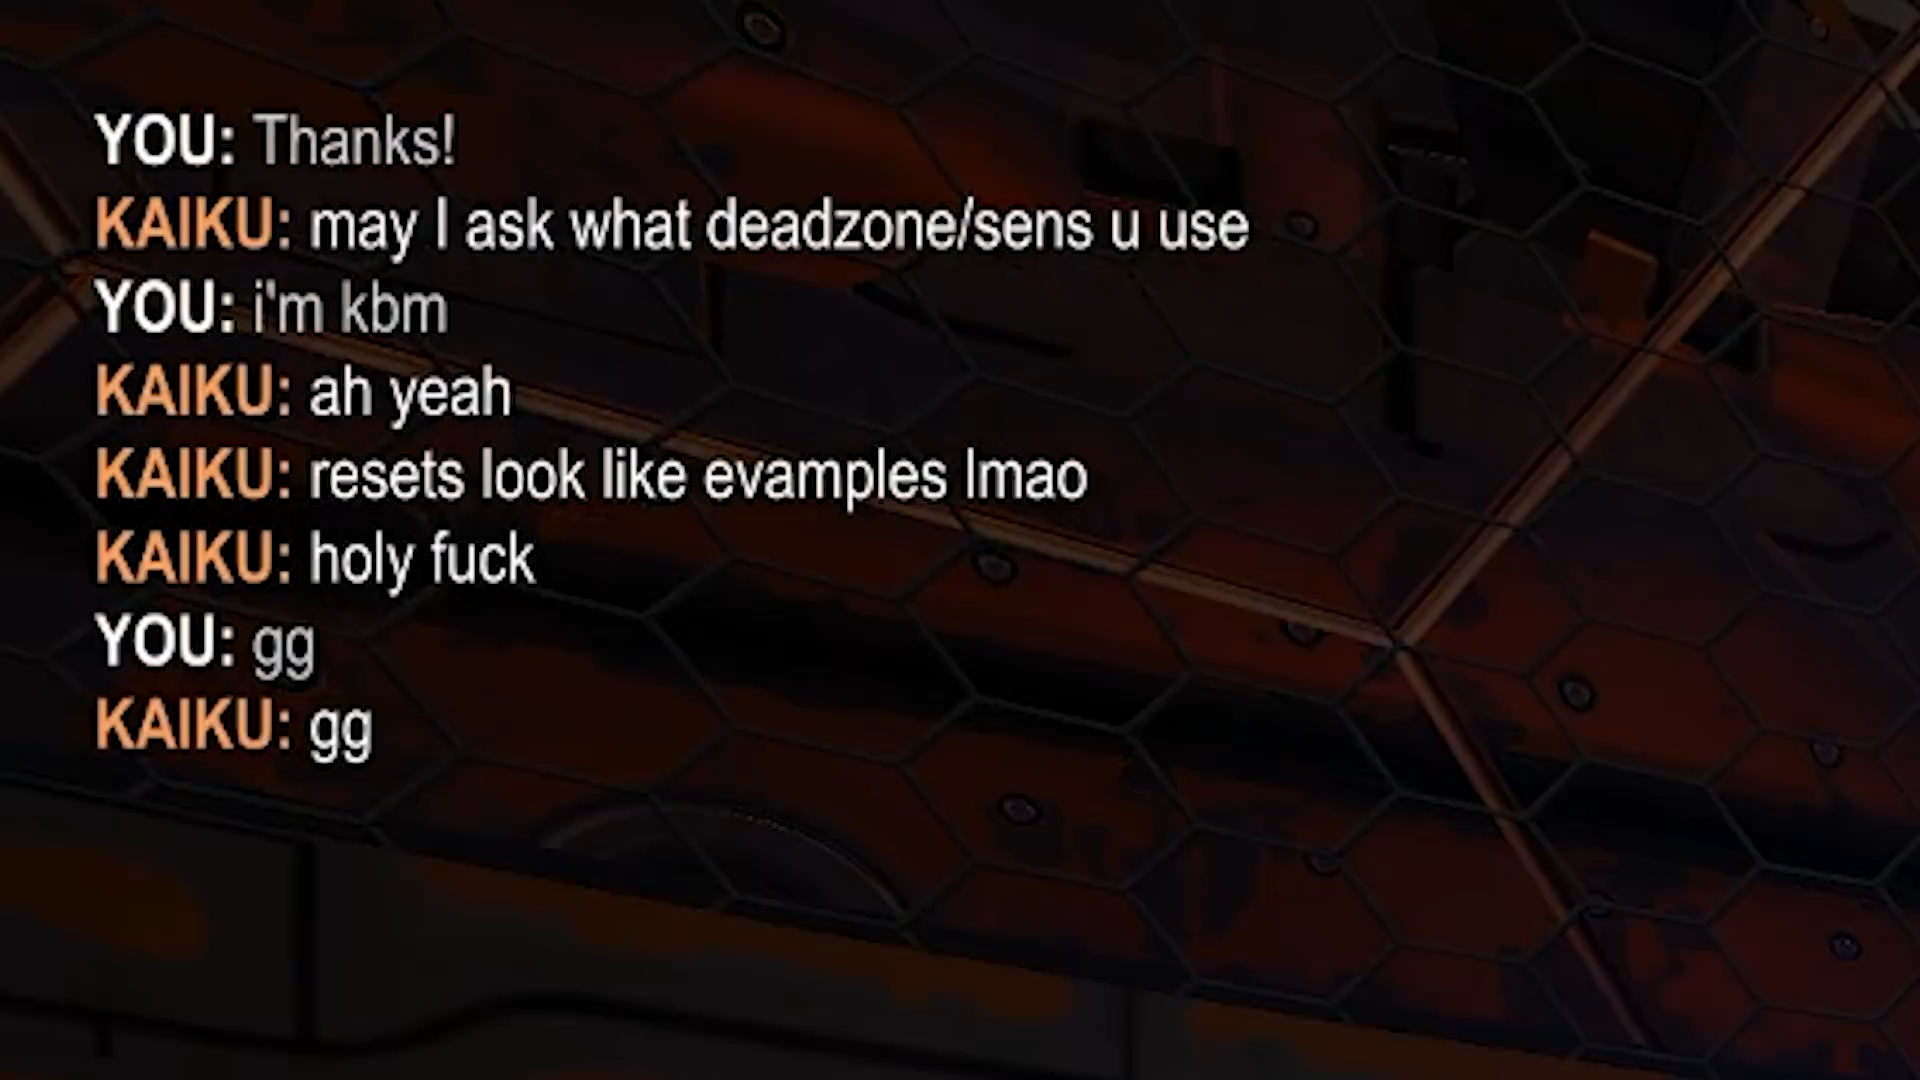 YOU: Thanks!
KAIKU: may I ask what deadzone/sens u use
YOU: i'm kbm
KAIKU: ah yeah
KAIKU: resets look like evamples lmao
KAIKU: holy fuck
YOU: gg
KAIKU: gg